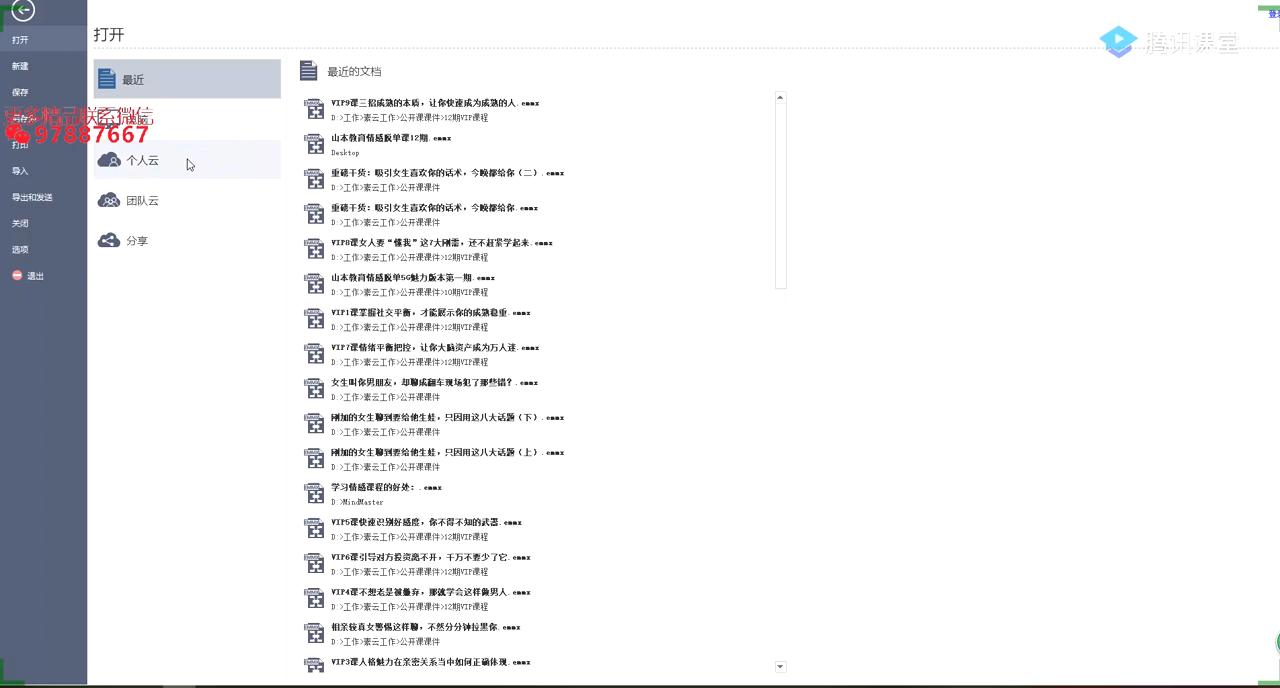 打开
登录
腾讯课堂
打开
新建
保存
更多精品联系微信
97887667
打印
导入
导出和发送
关闭
选项
退出
最近
个人云
团队云
分享
最近的文档
VIP9课三招成熟的本质，让你快速成为成熟的人.emmx
D:>工作>素云工作>公开课课件>12期VIP课程
山本教育情感脱单课12期.emmx
Desktop
重磅干货：吸引女生喜欢你的话术，今晚都给你（二）.emmx
D:>工作>素云工作>公开课课件
重磅干货：吸引女生喜欢你的话术，今晚都给你.emmx
D:>工作>素云工作>公开课课件
VIP8课女人要“懂我”这7大刚需，还不赶紧学起来.emmx
D:>工作>素云工作>公开课课件>12期VIP课程
山本教育情感脱单5G魅力版本第一期.emmx
D:>工作>素云工作>公开课课件>10期VIP课程
VIP1课掌握社交平衡，才能展示你的成熟稳重.emmx
D:>工作>素云工作>公开课课件>12期VIP课程
VIP7课情绪平衡把控，让你大脑资产成为万人迷.emmx
D:>工作>素云工作>公开课课件>12期VIP课程
女生叫你男朋友，却聊成翻车现场犯了那些错？.emmx
D:>工作>素云工作>公开课课件
刚加的女生聊到要给他生娃，只因用这八大话题（下）.emmx
D:>工作>素云工作>公开课课件
刚加的女生聊到要给他生娃，只因用这八大话题（上）.emmx
D:>工作>素云工作>公开课课件
学习情感课程的好处：.emmx
D:>MindMaster
VIP5课快速识别好感度，你不得不知的武器.emmx
D:>工作>素云工作>公开课课件>12期VIP课程
VIP6课引导对方投资离不开，千万不要少了它.emmx
D:>工作>素云工作>公开课课件>12期VIP课程
VIP4课不想老是被嫌弃，那就学会这样做男人.emmx
D:>工作>素云工作>公开课课件>12期VIP课程
相亲较真女警惕这样聊，不然分分钟拉黑你.emmx
D:>工作>素云工作>公开课课件
VIP3课人格魅力在亲密关系当中如何正确体现.emmx